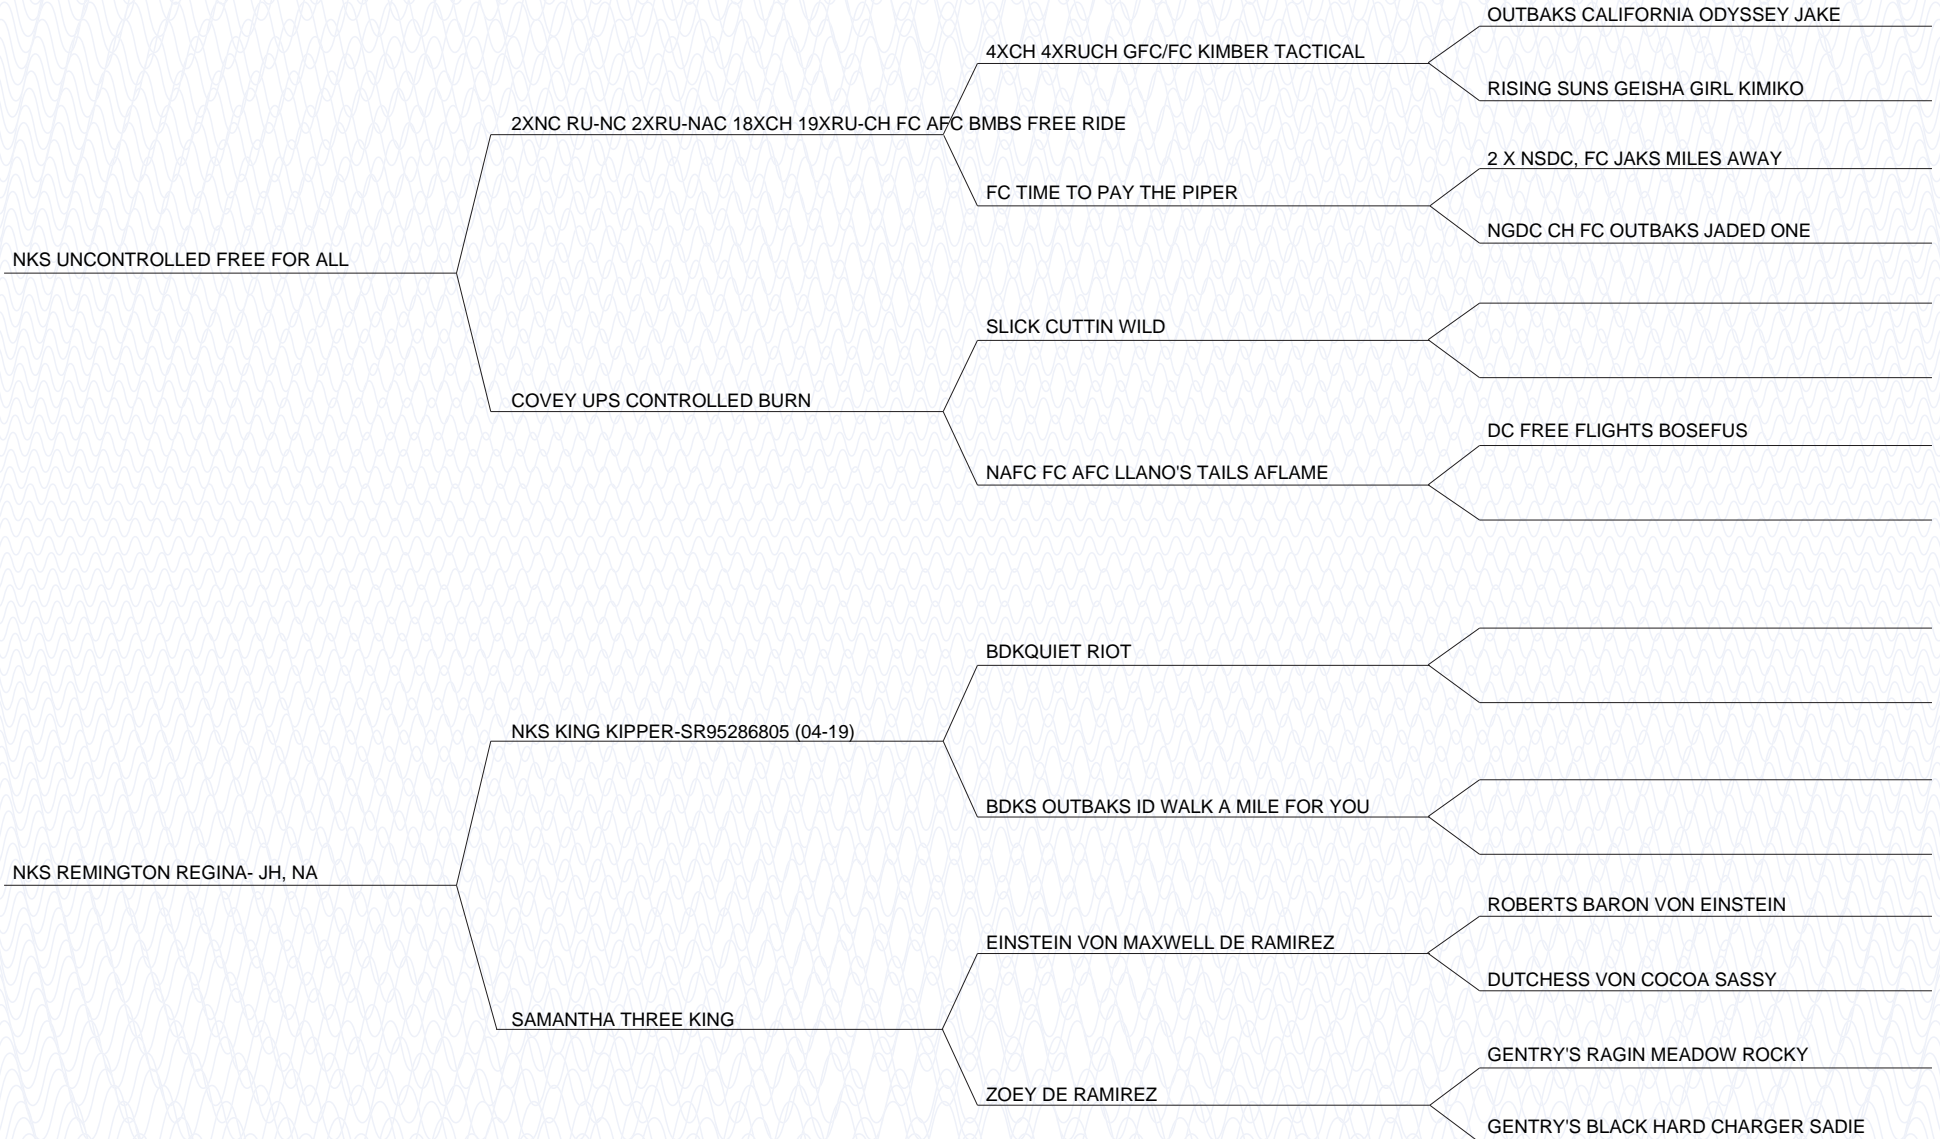 OUTBAKS CALIFORNIA ODYSSEY JAKE
4XCH 4XRUCH GFC/FC KIMBER TACTICAL
RISING SUNS GEISHA GIRL KIMIKO
2XNC RU-NC 2XRU-NAC 18XCH 19XRU-CH FC AFC BMBS FREE RIDE
2 X NSDC, FC JAKS MILES AWAY
FC TIME TO PAY THE PIPER
NGDC CH FC OUTBAKS JADED ONE
NKS UNCONTROLLED FREE FOR ALL
SLICK CUTTIN WILD
COVEY UPS CONTROLLED BURN
DC FREE FLIGHTS BOSEFUS
NAFC FC AFC LLANO'S TAILS AFLAME
BDKQUIET RIOT
NKS KING KIPPER-SR95286805 (04-19)
BDKS OUTBAKS ID WALK A MILE FOR YOU
NKS REMINGTON REGINA- JH, NA
ROBERTS BARON VON EINSTEIN
EINSTEIN VON MAXWELL DE RAMIREZ
DUTCHESS VON COCOA SASSY
SAMANTHA THREE KING
GENTRY'S RAGIN MEADOW ROCKY
ZOEY DE RAMIREZ
GENTRY'S BLACK HARD CHARGER SADIE